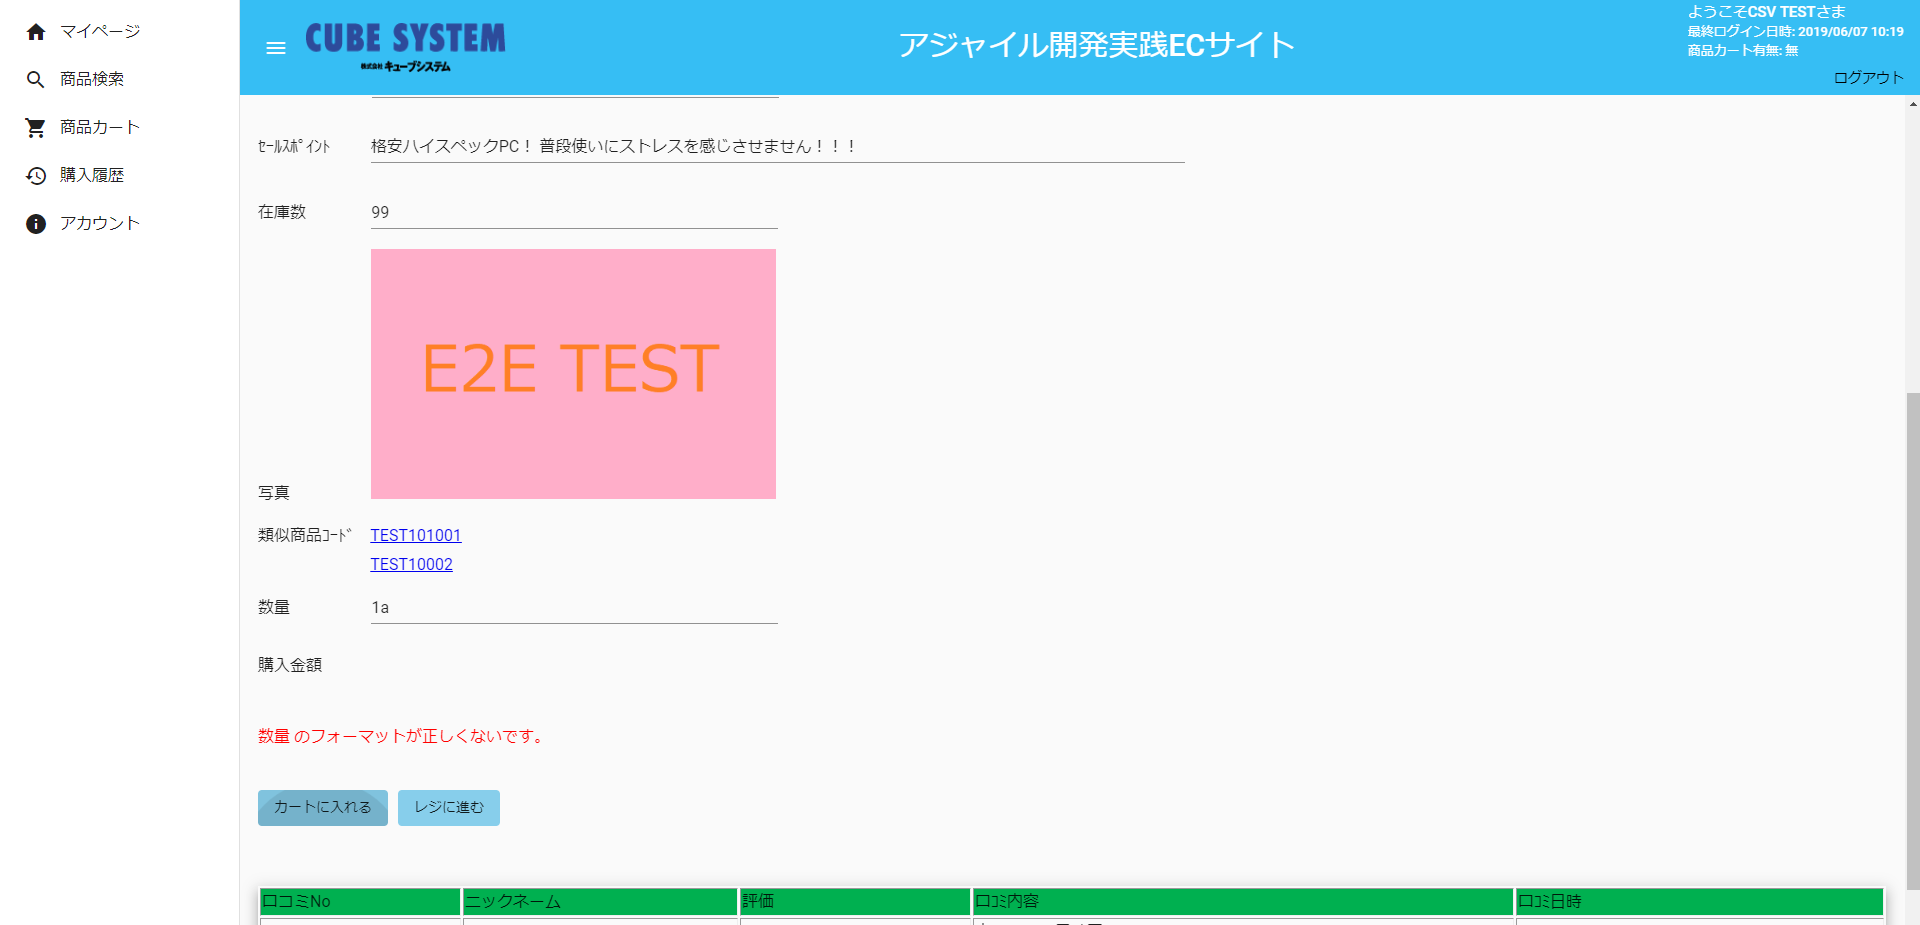 マイページ
商品検索
商品カート
購入履歴
アカウント
CUBE SYSTEM
株式会社 キューブシステム
アジャイル開発実践ECサイト
ようこそCSV TESTさま
最終ログイン日時: 2019/06/07 10:19
商品カート有無: 無
ログアウト
ｾｰﾙｽﾎﾟｲﾝﾄ 格安ハイスペックPC！ 普段使いにストレスを感じさせません！！！
在庫数 99
E2E TEST
写真
類似商品ｺｰﾄﾞ TEST101001
TEST10002
数量 1a
購入金額
数量 のフォーマットが正しくないです。
カートに入れる レジに進む
口コミNo ニックネーム 評価 口ｺﾐ内容 口ｺﾐ日時